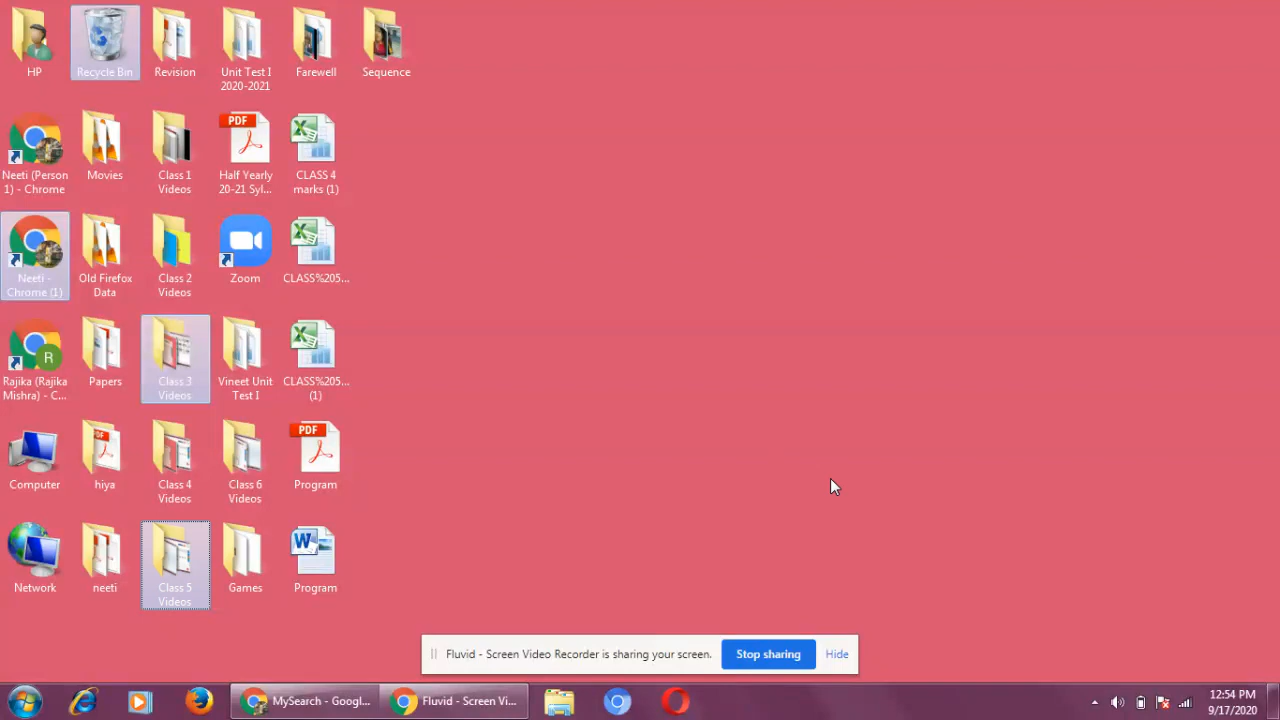 HP
Recycle Bin
Revision
Unit Test I
2020-2021
Farewell
Sequence
Neeti (Person
1) - Chrome
Movies
Class 1
Videos
PDF
Half Yearly
20-21 Syl...
CLASS 4
marks (1)
Neeti -
Chrome (1)
Old Firefox
Data
Class 2
Videos
Zoom
CLASS%205...
R
Rajika (Rajika
Mishra) - C...
Papers
Class 3
Videos
Vineet Unit
Test I
CLASS%205...
(1)
Computer
hiya
Class 4
Videos
Class 6
Videos
PDF
Program
Network
neeti
Class 5
Videos
Games
W
Program
Fluvid - Screen Video Recorder is sharing your screen.
Stop sharing
Hide
MySearch - Googl...
Fluvid - Screen Vi...
12:54 PM
9/17/2020